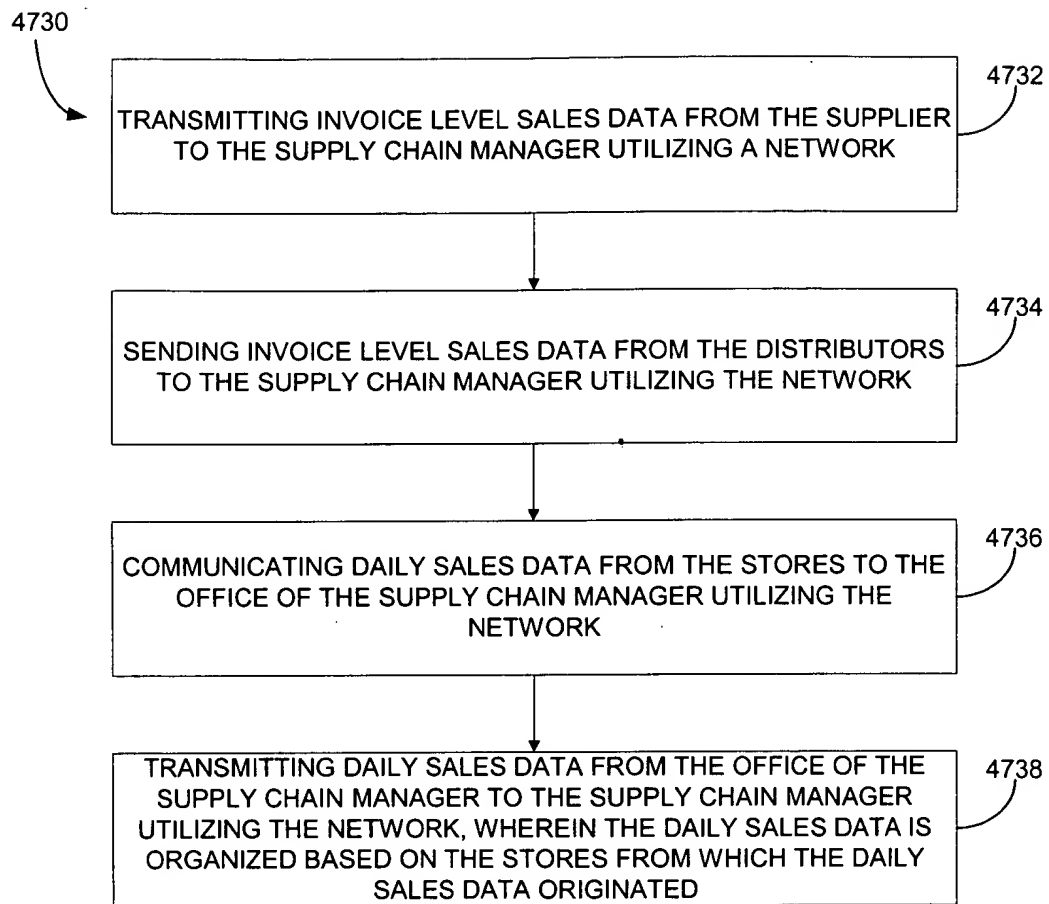 4730
4732
TRANSMITTING INVOICE LEVEL SALES DATA FROM THE SUPPLIER
TO THE SUPPLY CHAIN MANAGER UTILIZING A NETWORK
4734
SENDING INVOICE LEVEL SALES DATA FROM THE DISTRIBUTORS
TO THE SUPPLY CHAIN MANAGER UTILIZING THE NETWORK
4736
COMMUNICATING DAILY SALES DATA FROM THE STORES TO THE
OFFICE OF THE SUPPLY CHAIN MANAGER UTILIZING THE
NETWORK
4738
TRANSMITTING DAILY SALES DATA FROM THE OFFICE OF THE
SUPPLY CHAIN MANAGER TO THE SUPPLY CHAIN MANAGER
UTILIZING THE NETWORK, WHEREIN THE DAILY SALES DATA IS
ORGANIZED BASED ON THE STORES FROM WHICH THE DAILY
SALES DATA ORIGINATED